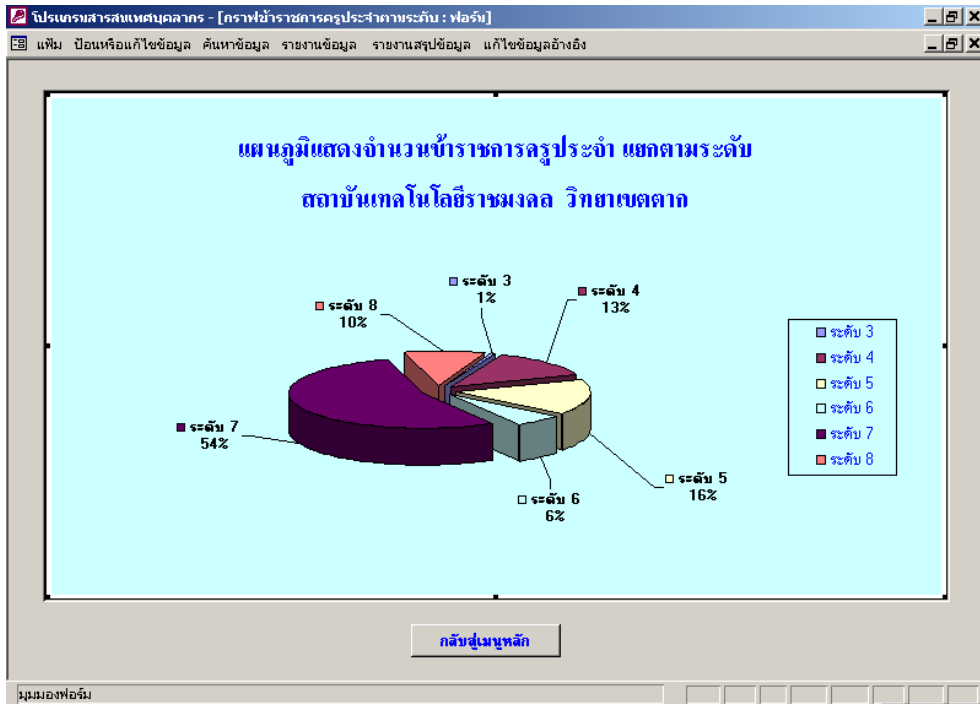 โปรแกรมสารสนเทศบุคลากร - [กราฟข้าราชการครูประจำตามระดับ : ฟอร์ม]
แฟ้ม ป้อนหรือแก้ไขข้อมูล ค้นหาข้อมูล รายงานข้อมูล รายงานสรุปข้อมูล แก้ไขข้อมูลอ้างอิง
แผนภูมิแสดงจำนวนข้าราชการครูประจำ แยกตามระดับ
สถาบันเทคโนโลยีราชมงคล วิทยาเขตตาก
ระดับ 3
1%
ระดับ 4
13%
ระดับ 8
10%
ระดับ 7
54%
ระดับ 5
16%
ระดับ 6
6%
ระดับ 3
ระดับ 4
ระดับ 5
ระดับ 6
ระดับ 7
ระดับ 8
กลับสู่เมนูหลัก
มุมมองฟอร์ม